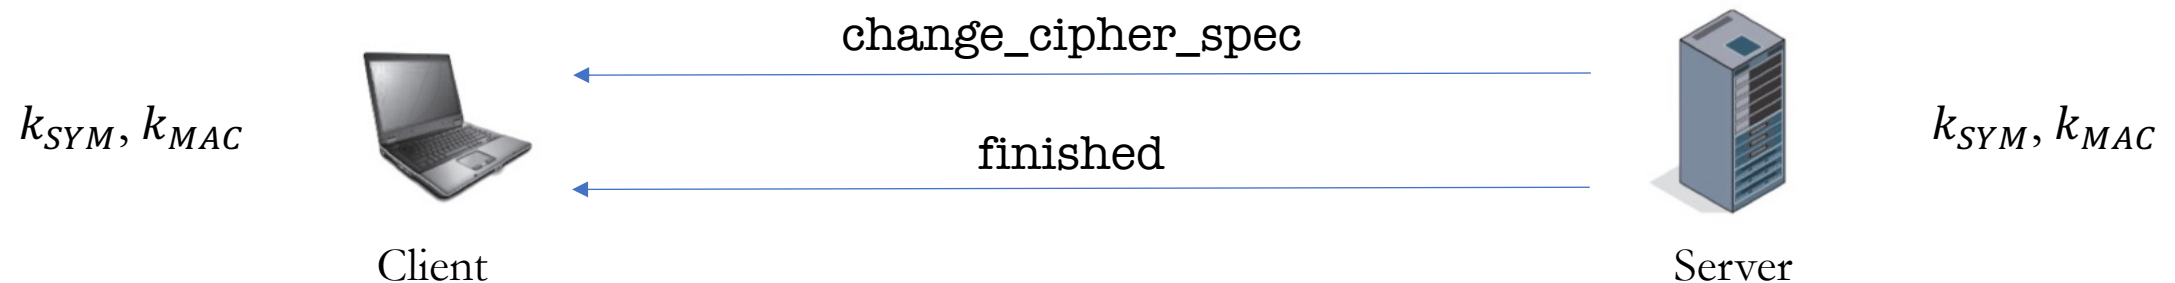 change_cipher_spec
k_SYM, k_MAC
k_SYM, k_MAC
finished
Client
Server